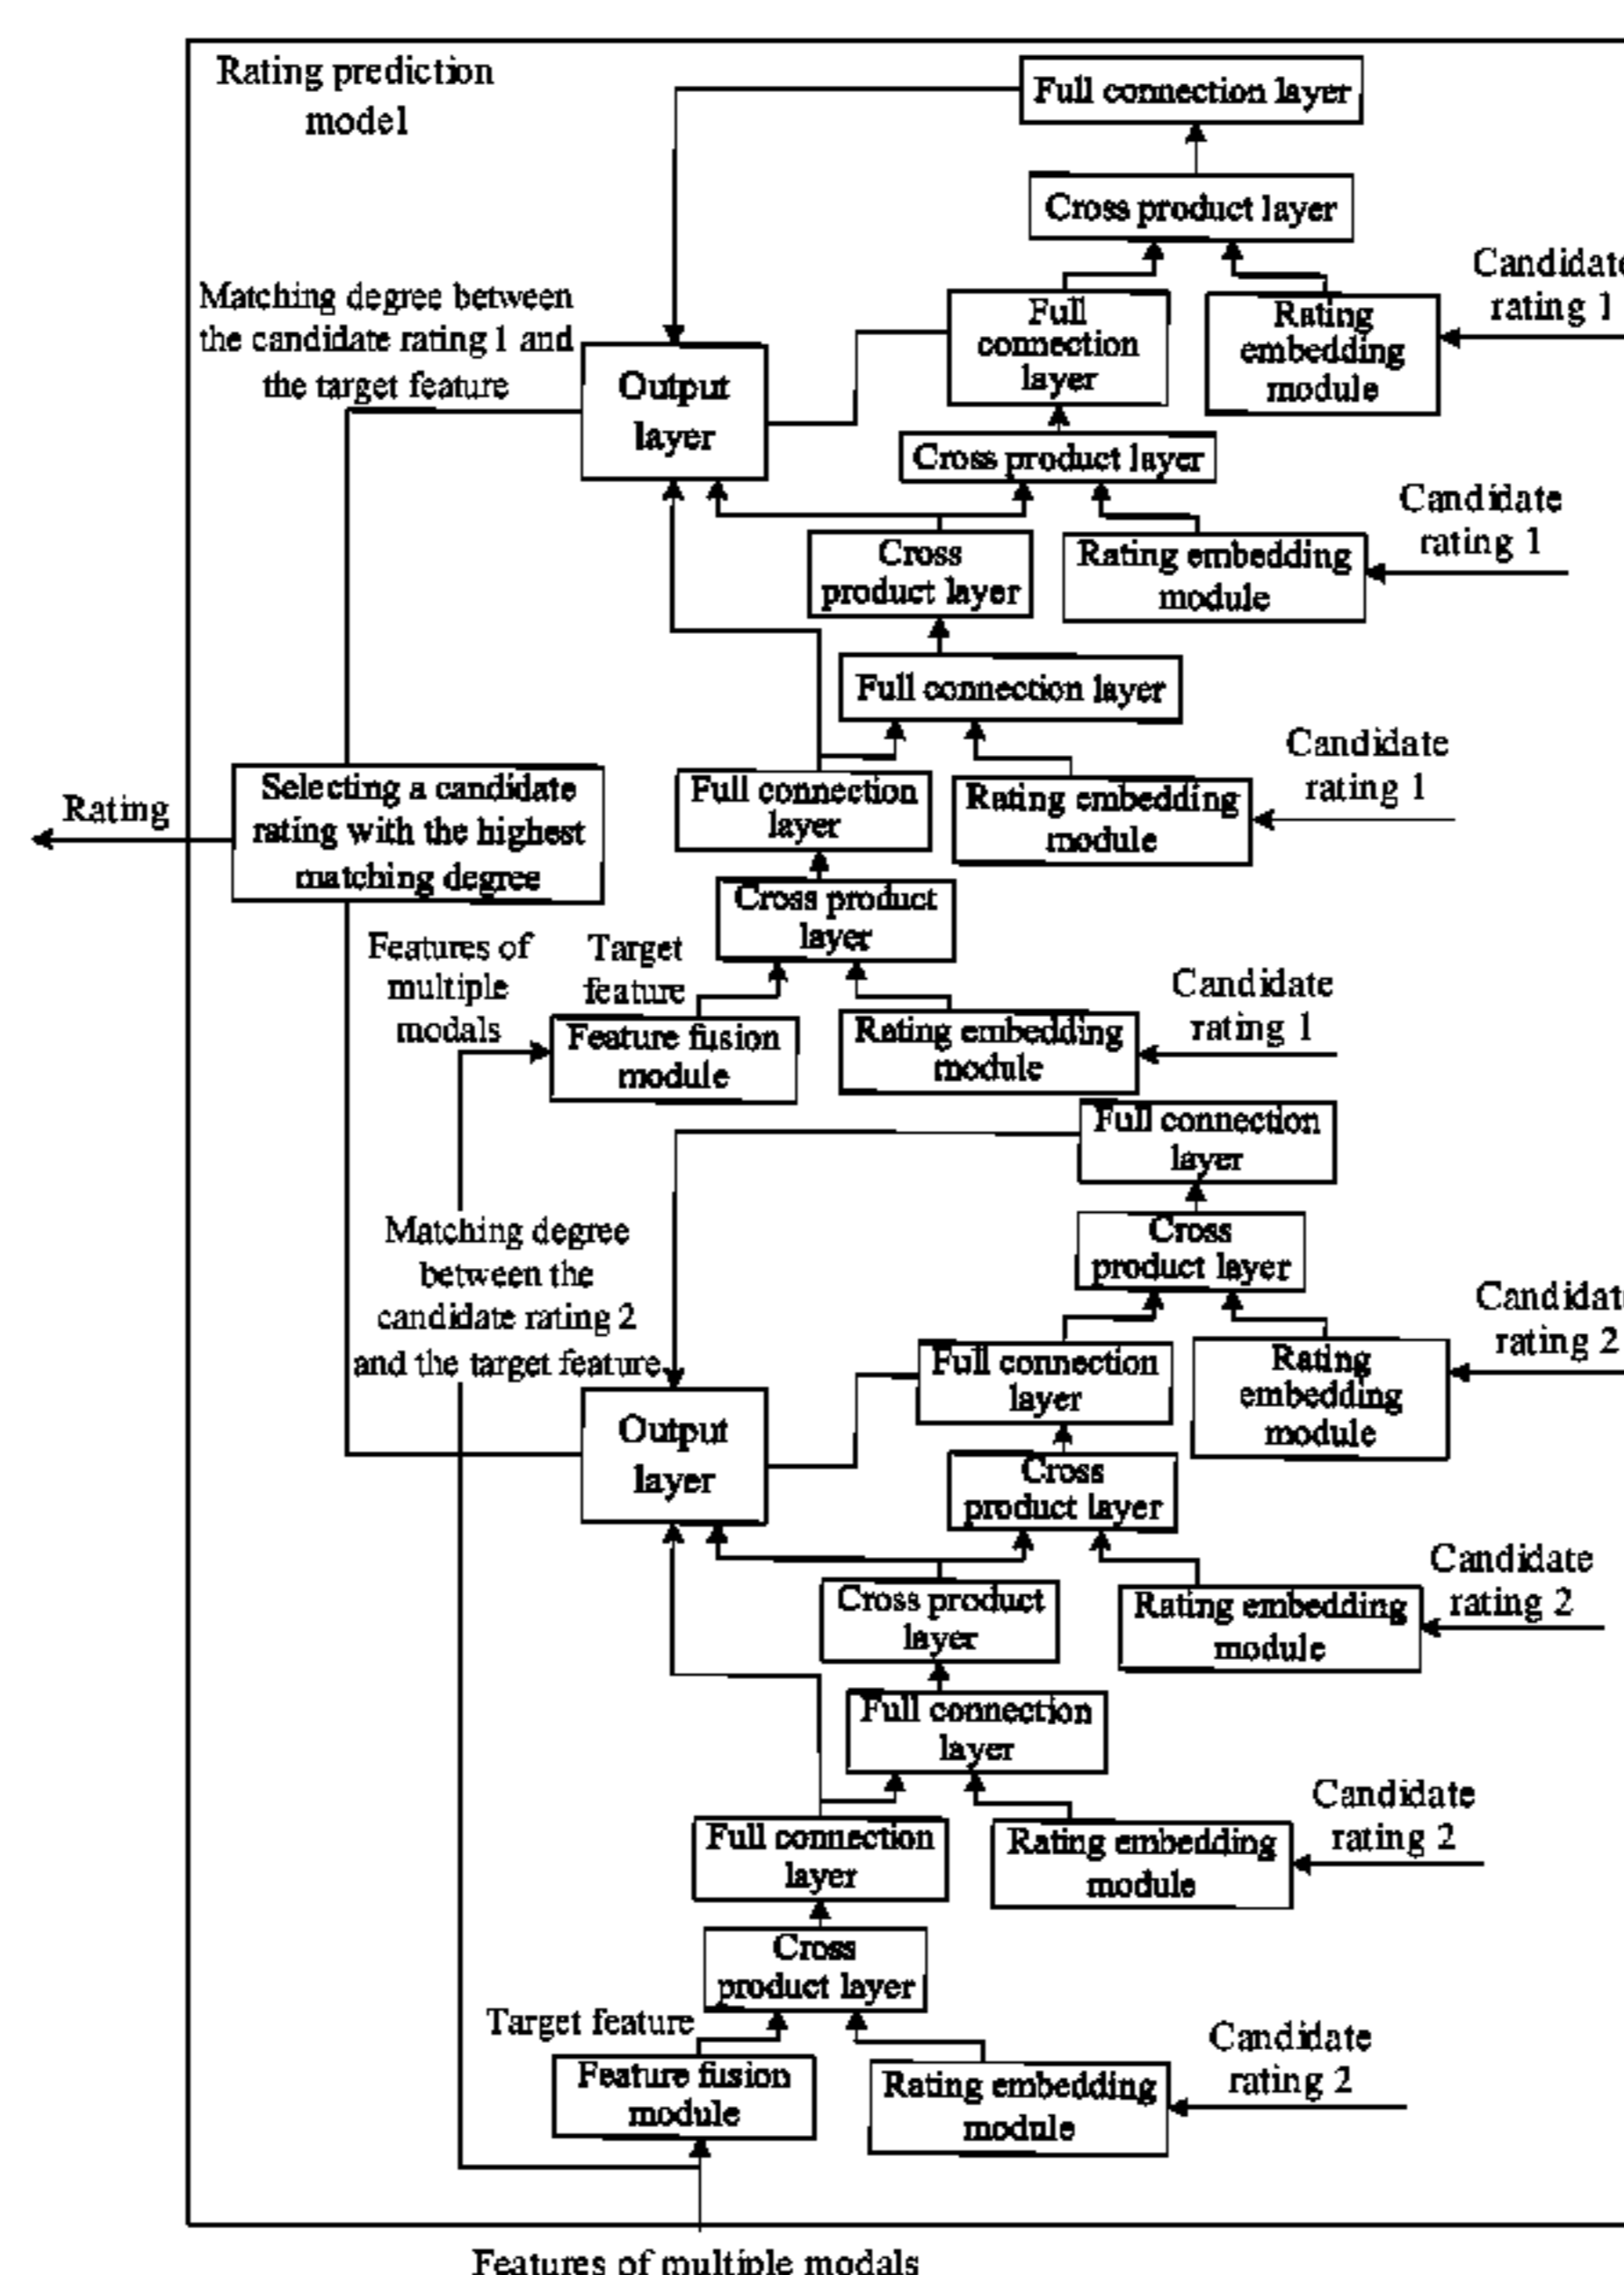 Rating prediction
model
Full connection layer
Cross product layer
Candidate
rating 1
Matching degree between
the candidate rating 1 and
the target feature
Output
layer
Full
connection
layer
Rating
embedding
module
Cross product layer
Candidate
rating 1
Cross
product layer
Rating embedding
module
Full connection layer
Candidate
rating 1
Rating
Selecting a candidate
rating with the highest
matching degree
Full connection
layer
Rating embedding
module
Cross product
layer
Features of
multiple
modals
Target
feature
Candidate
rating 1
Feature fusion
module
Rating embedding
module
Full connection
layer
Cross
product layer
Matching degree
between the
candidate rating 2
and the target feature
Candidat
rating 2
Output
layer
Full connection
layer
Rating
embedding
module
Cross
product layer
Candidate
rating 2
Cross product
layer
Rating embedding
module
Full connection
layer
Candidate
rating 2
Full connection
layer
Rating embedding
module
Cross
product layer
Target feature
Candidate
rating 2
Feature fusion
module
Rating embedding
module
Features of multiple modals